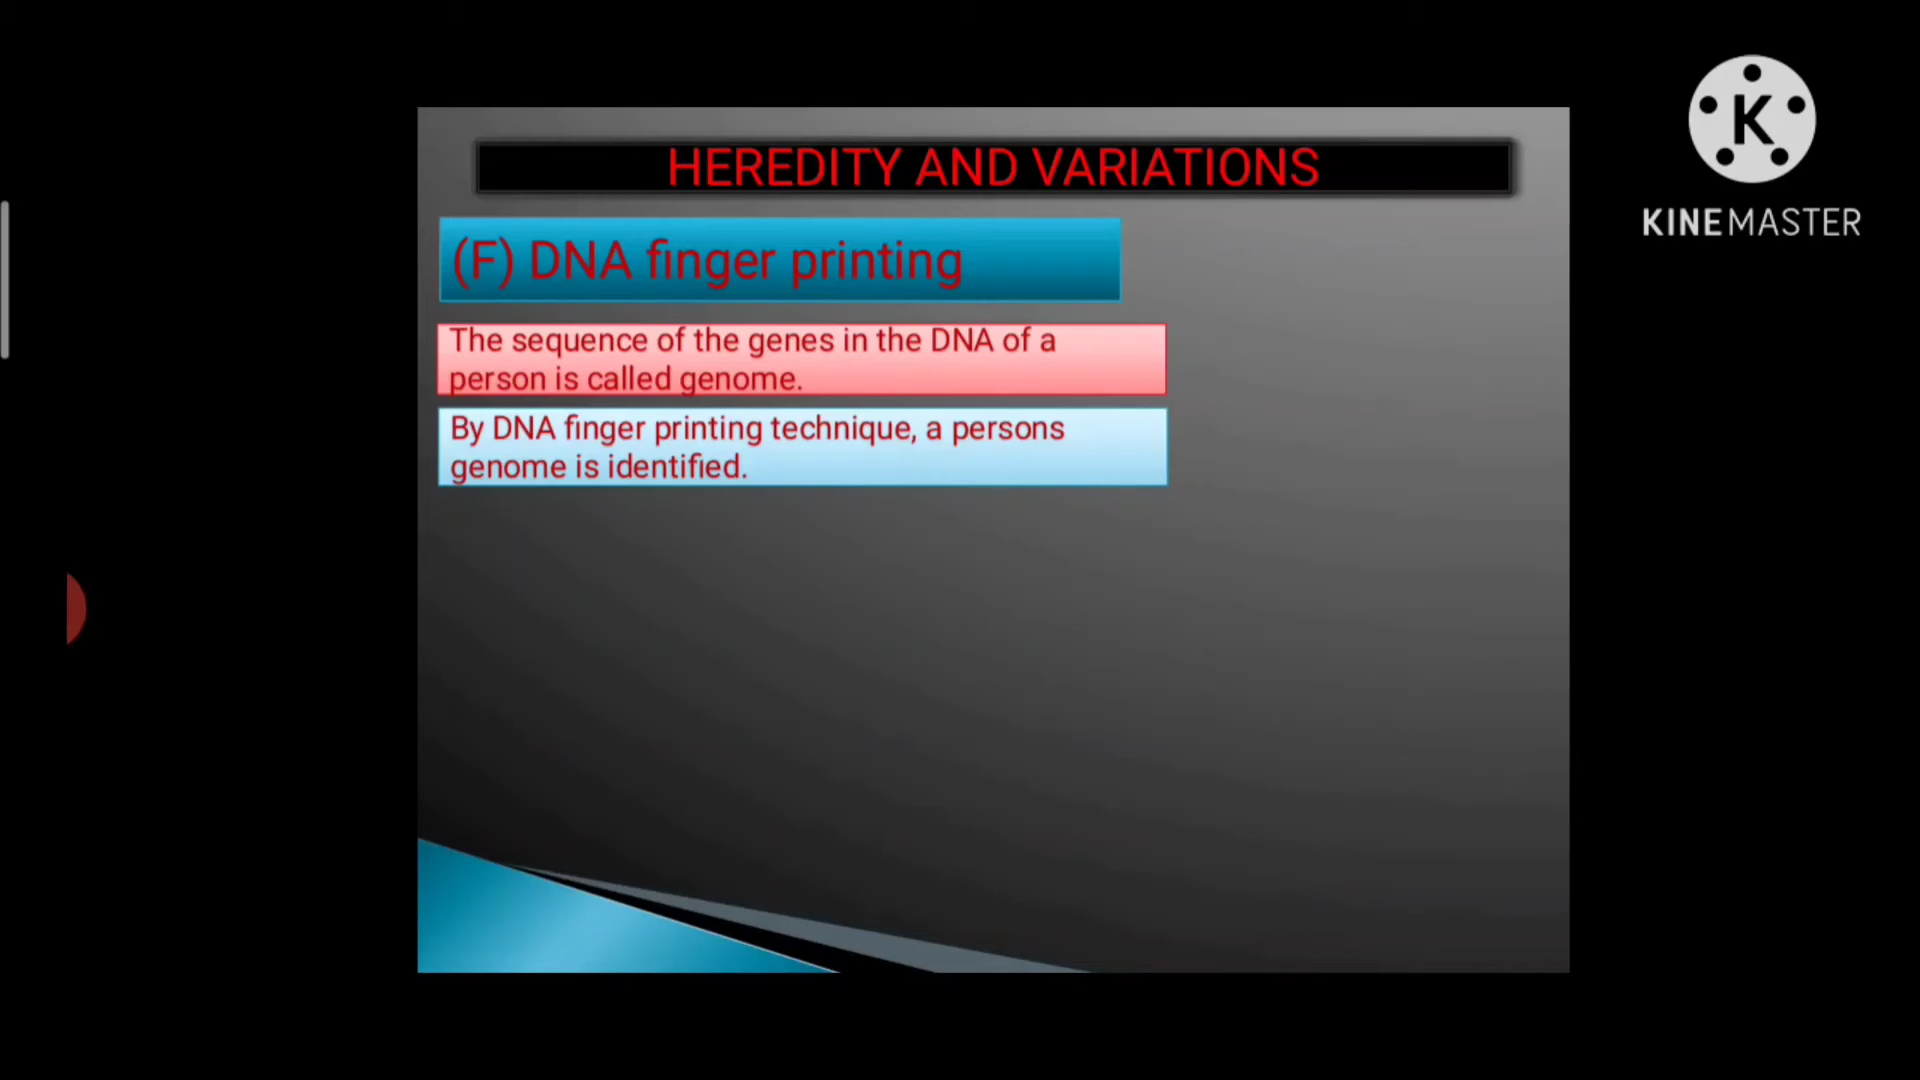 HEREDITY AND VARIATIONS
(F) DNA finger printing
The sequence of the genes in the DNA of a
person is called genome.
By DNA finger printing technique, a persons
genome is identified.
K
KINEMASTER